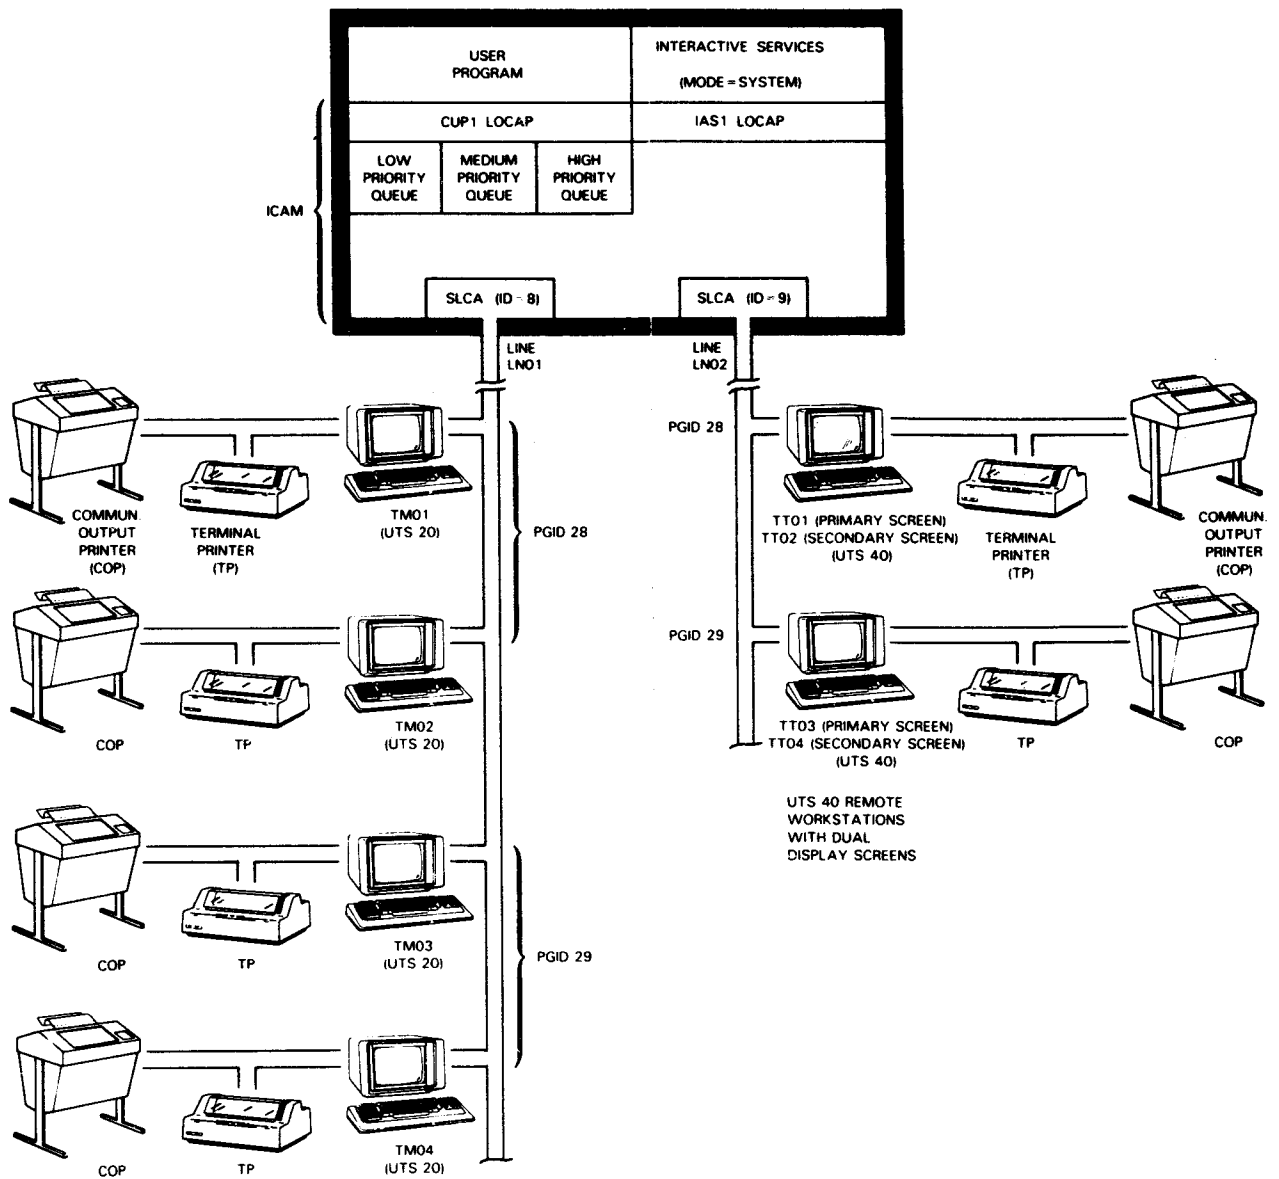 USER
PROGRAM
INTERACTIVE SERVICES
(MODE = SYSTEM)
CUP1 LOCAP
IAS1 LOCAP
LOW
PRIORITY
QUEUE
MEDIUM
PRIORITY
QUEUE
HIGH
PRIORITY
QUEUE
ICAM
SLCA (ID = 8)
SLCA (ID = 9)
LINE
LN01
LINE
LN02
COMMUN.
OUTPUT
PRINTER
(COP)
TERMINAL
PRINTER
(TP)
TM01
(UTS 20)
PGID 28
COP
TP
TM02
(UTS 20)
COP
TP
TM03
(UTS 20)
PGID 29
COP
TP
TM04
(UTS 20)
PGID 28
TT01 (PRIMARY SCREEN)
TT02 (SECONDARY SCREEN)
(UTS 40)
TERMINAL
PRINTER
(TP)
COMMUN.
OUTPUT
PRINTER
(COP)
PGID 29
TT03 (PRIMARY SCREEN)
TT04 (SECONDARY SCREEN)
(UTS 40)
TP
COP
UTS 40 REMOTE
WORKSTATIONS
WITH DUAL
DISPLAY SCREENS